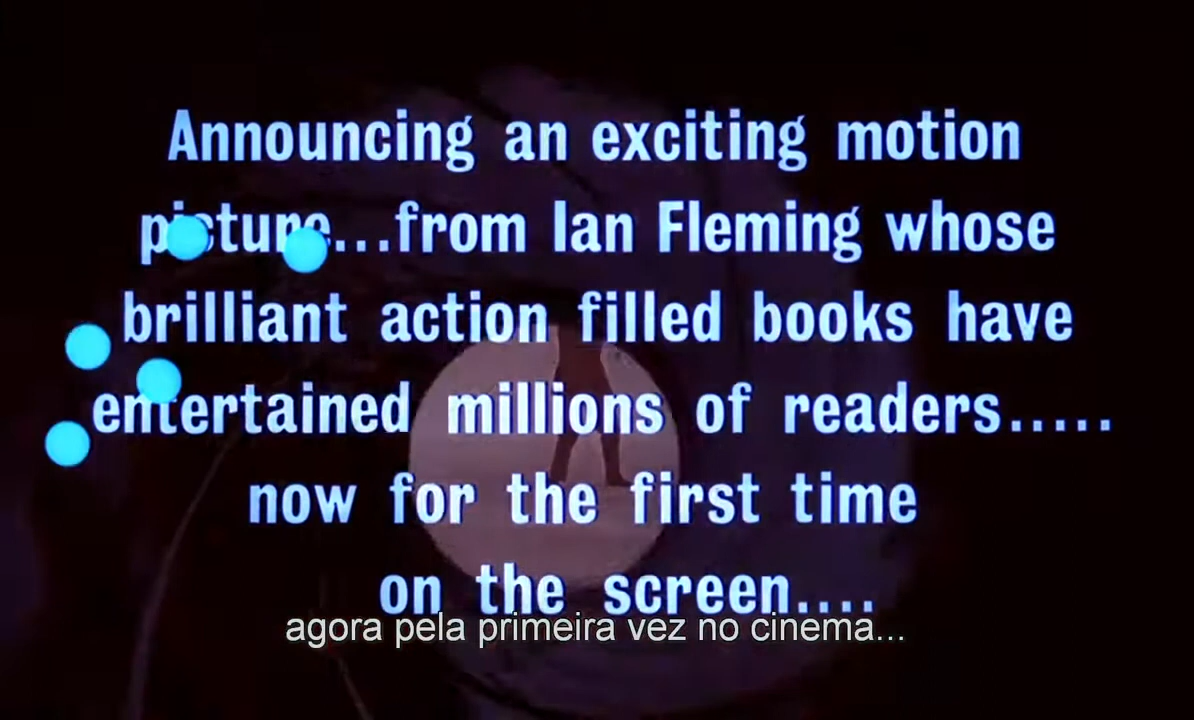 Announcing an exciting motion
picture...from Ian Fleming whose
brilliant action filled books have
entertained millions of readers.....
now for the first time
on the screen....
agora pela primeira vez no cinema...